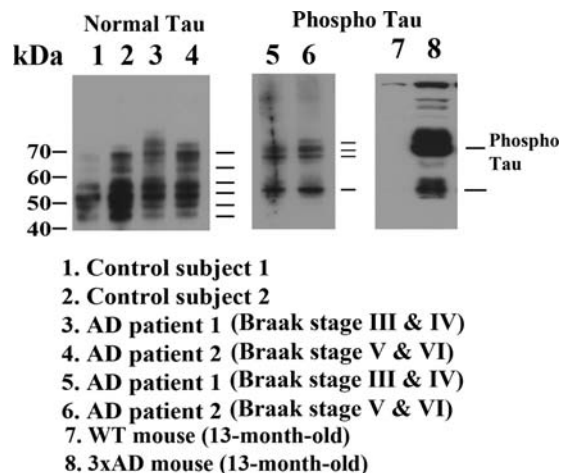 Normal Tau Phospho Tau
kDa 1 2 3 4 5 6 7 8
70
60
50
40
Phospho
Tau
1. Control subject 1
2. Control subject 2
3. AD patient 1 (Braak stage III & IV)
4. AD patient 2 (Braak stage V & VI)
5. AD patient 1 (Braak stage III & IV)
6. AD patient 2 (Braak stage V & VI)
7. WT mouse (13-month-old)
8. 3xAD mouse (13-month-old)